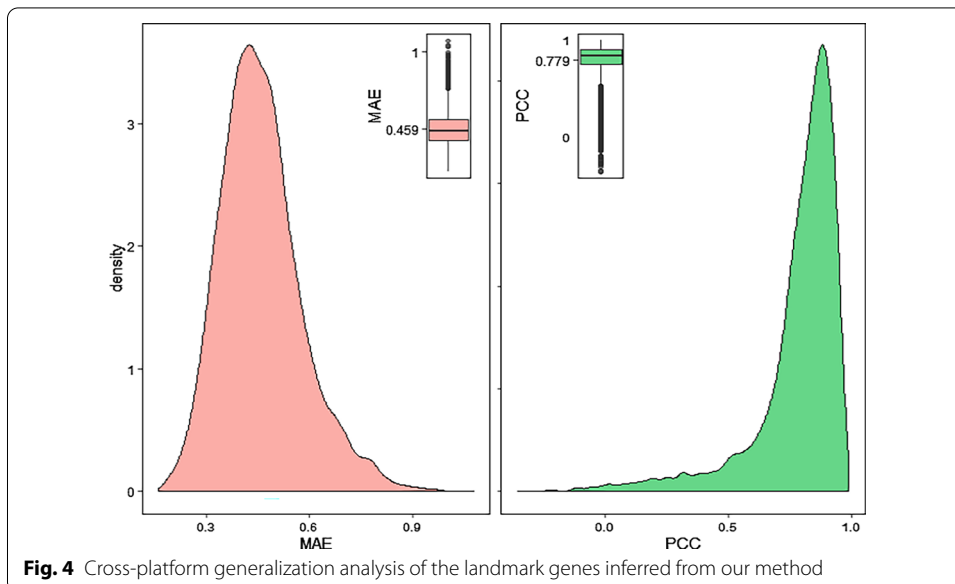 density
3
2
1
0
0.3 0.6 0.9
MAE
MAE
1
0.459
PCC
1
0.779
0
0.0 0.5 1.0
PCC
Fig. 4 Cross-platform generalization analysis of the landmark genes inferred from our method